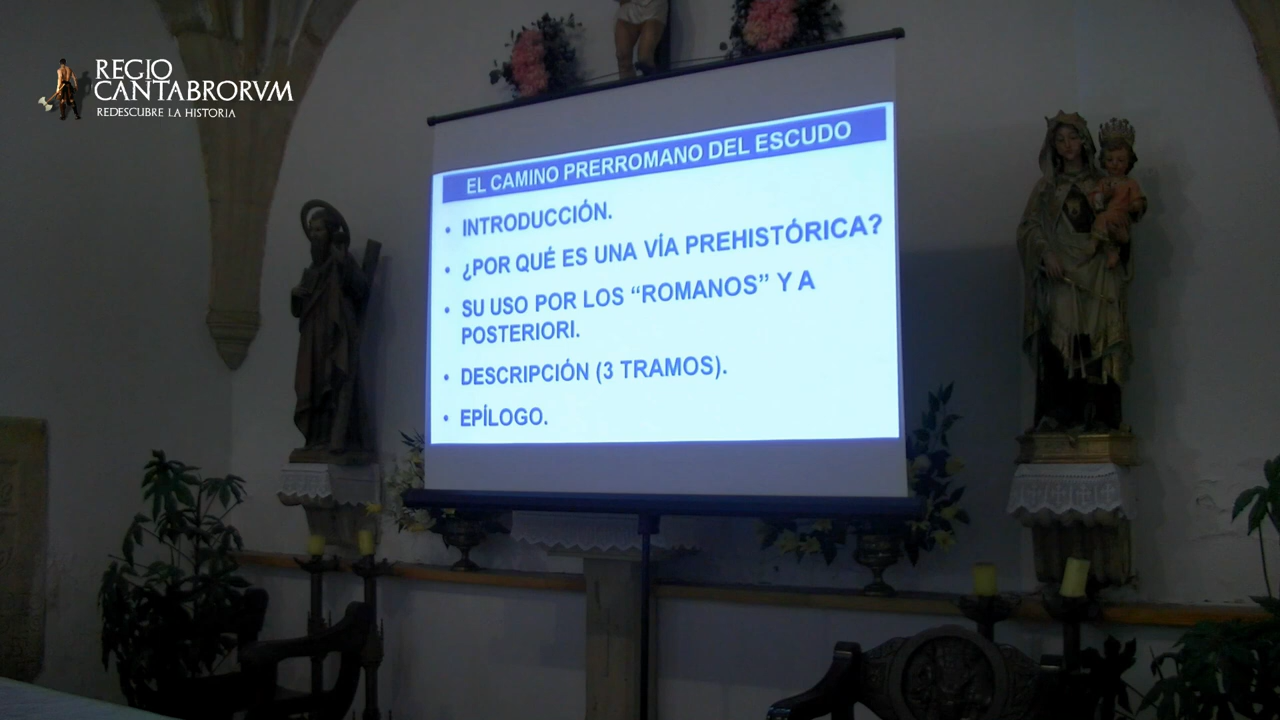 REGIO
CANTABRORVM
REDESCUBRE LA HISTORIA
EL CAMINO PRERROMANO DEL ESCUDO
• INTRODUCCIÓN.
• ¿POR QUÉ ES UNA VÍA PREHISTÓRICA?
• SU USO POR LOS “ROMANOS” Y A
POSTERIORI.
• DESCRIPCIÓN (3 TRAMOS).
• EPÍLOGO.